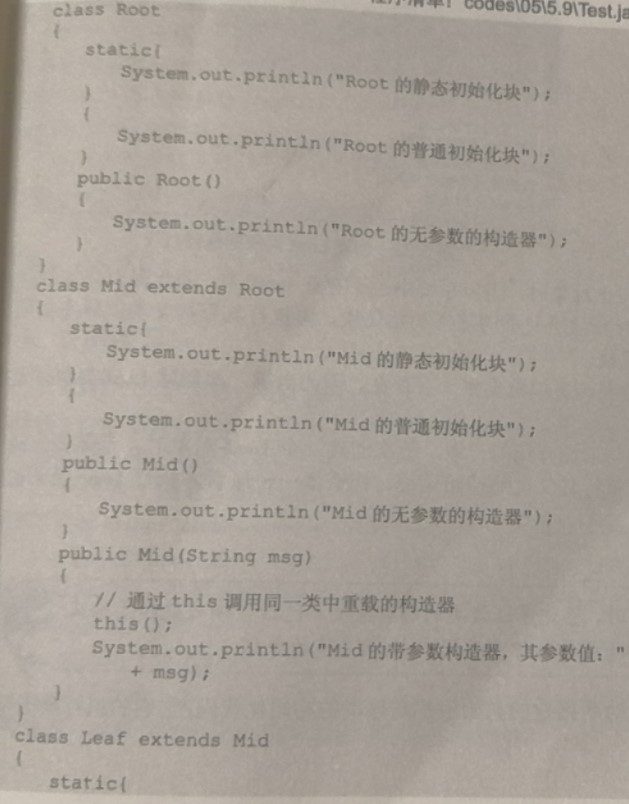 程序清单：codes\05\5.9\Test.ja
class Root
{
static{
System.out.println("Root 的静态初始化块");
}
{
System.out.println("Root 的普通初始化块");
}
public Root()
{
System.out.println("Root 的无参数的构造器");
}
}
class Mid extends Root
{
static{
System.out.println("Mid 的静态初始化块");
}
{
System.out.println("Mid 的普通初始化块");
}
public Mid()
{
System.out.println("Mid 的无参数的构造器");
}
public Mid(String msg)
{
// 通过 this 调用同一类中重载的构造器
this();
System.out.println("Mid 的带参数构造器，其参数值："
+ msg);
}
}
class Leaf extends Mid
{
static{